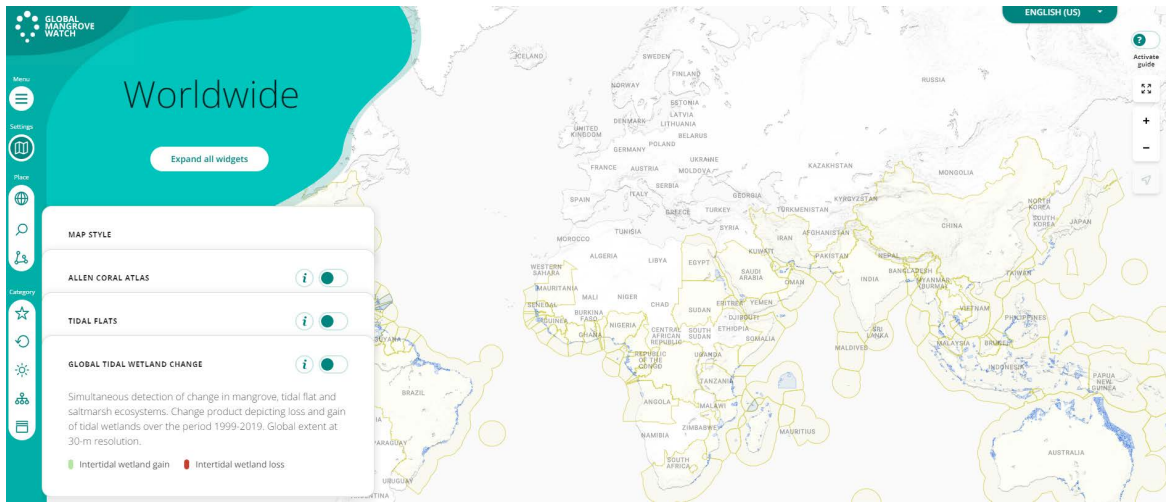 GLOBAL
MANGROVE
WATCH
ENGLISH (US)
Activate
guide
Menu
Settings
Place
Category
Worldwide
Expand all widgets
MAP STYLE
ALLEN CORAL ATLAS
i
TIDAL FLATS
i
GLOBAL TIDAL WETLAND CHANGE
i
Simultaneous detection of change in mangrove, tidal flat and
saltmarsh ecosystems. Change product depicting loss and gain
of tidal wetlands over the period 1999-2019. Global extent at
30-m resolution.
Intertidal wetland gain
Intertidal wetland loss
?
+
−
ICELAND
SWEDEN
FINLAND
NORWAY
RUSSIA
ESTONIA
LATVIA
DENMARK
LITHUANIA
UNITED
KINGDOM
BELARUS
POLAND
GERMANY
UKRAINE
FRANCE
AUSTRIA
MOLDOVA
KAZAKHSTAN
MONGOLIA
SERBIA
ITALY
GEORGIA
SPAIN
KYRGYZSTAN
GREECE
TURKEY
TURKMENISTAN
NORTH
KOREA
SOUTH
KOREA
JAPAN
TUNISIA
SYRIA
AFGHANISTAN
CHINA
MOROCCO
IRAN
ALGERIA
LIBYA
EGYPT
KUWAIT
PAKISTAN
NEPAL
WESTERN
SAHARA
SAUDI
ARABIA
OMAN
INDIA
BANGLADESH
MYANMAR
(BURMA)
TAIWAN
MAURITANIA
MALI
NIGER
CHAD
SUDAN
ERITREA
YEMEN
SENEGAL
BURKINA
FASO
DJIBOUTI
VIETNAM
PHILIPPINES
GUINEA
GHANA
NIGERIA
CENTRAL
AFRICAN
REPUBLIC
SOUTH
SUDAN
ETHIOPIA
SOMALIA
SRI
LANKA
MALDIVES
MALAYSIA
BRUNEI
REPUBLIC
OF THE
CONGO
UGANDA
INDONESIA
PAPUA
NEW
GUINEA
TANZANIA
BRAZIL
ANGOLA
MALAWI
ZIMBABWE
MAURITIUS
NAMIBIA
PARAGUAY
AUSTRALIA
SOUTH
AFRICA
URUGUAY